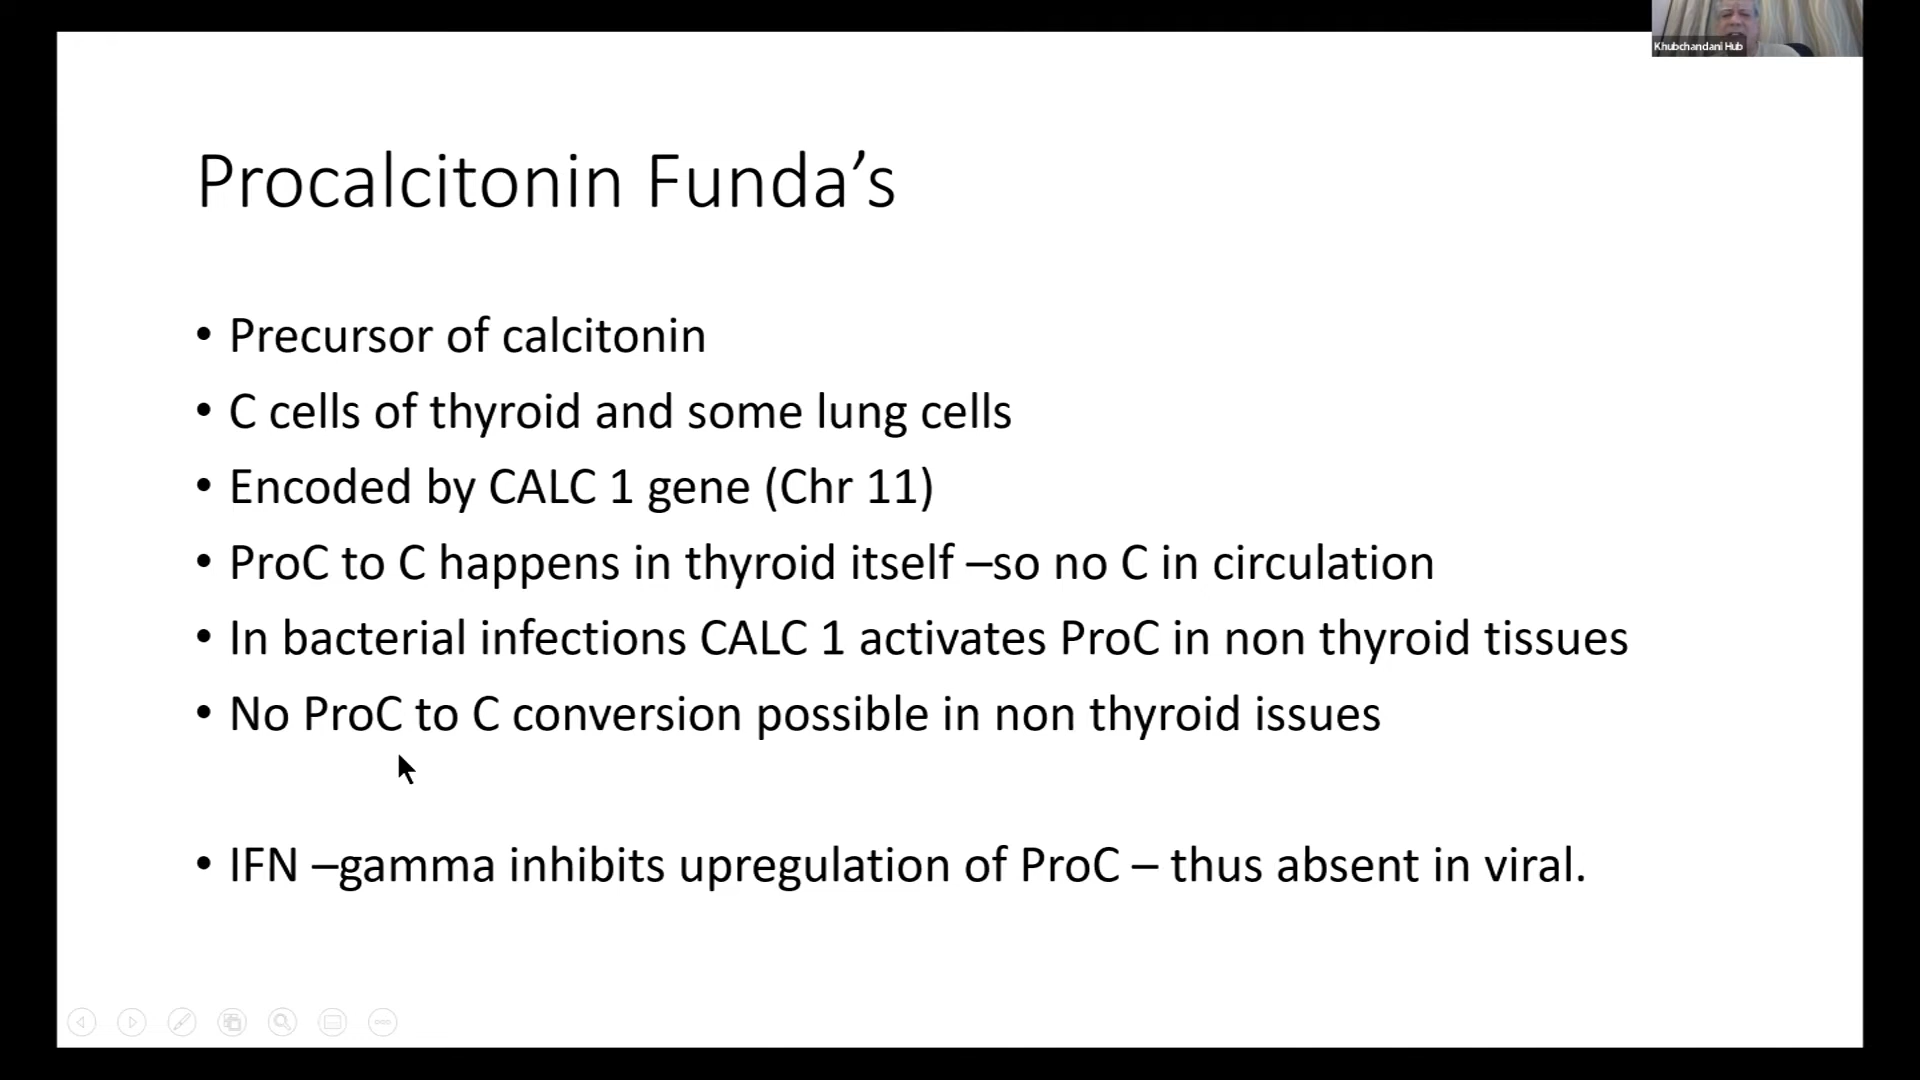 Khubchandani Hub
Procalcitonin Funda’s
• Precursor of calcitonin
• C cells of thyroid and some lung cells
• Encoded by CALC 1 gene (Chr 11)
• ProC to C happens in thyroid itself –so no C in circulation
• In bacterial infections CALC 1 activates ProC in non thyroid tissues
• No ProC to C conversion possible in non thyroid issues
• IFN –gamma inhibits upregulation of ProC – thus absent in viral.